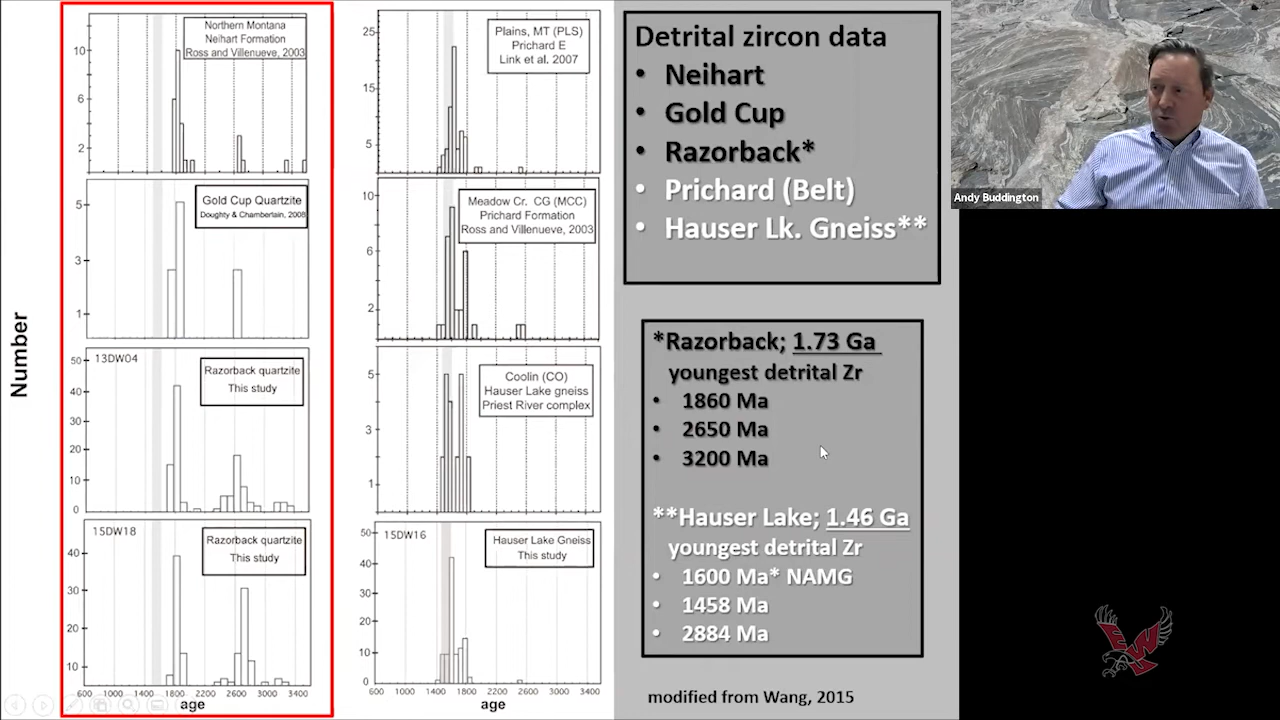 Number
Northern Montana
Neihart Formation
Ross and Villenueve, 2003
10
6
2
Gold Cup Quartzite
Doughty & Chamberlain, 2008
5
3
1
13DW04
Razorback quartzite
This study
50
40
30
20
10
0
15DW18
Razorback quartzite
This study
40
30
20
10
600 1000 1400 1800 2200 2600 3000 3400
age
Plains, MT (PLS)
Prichard E
Link et al. 2007
25
15
5
Meadow Cr. CG (MCC)
Prichard Formation
Ross and Villenueve, 2003
10
6
2
Coolin (CO)
Hauser Lake gneiss
Priest River complex
5
3
1
15DW16
Hauser Lake Gneiss
This study
50
40
30
20
10
0
600 1000 1400 1800 2200 2600 3000 3400
age
Detrital zircon data
• Neihart
• Gold Cup
• Razorback*
• Prichard (Belt)
• Hauser Lk. Gneiss**
*Razorback; 1.73 Ga
youngest detrital Zr
• 1860 Ma
• 2650 Ma
• 3200 Ma
**Hauser Lake; 1.46 Ga
youngest detrital Zr
• 1600 Ma* NAMG
• 1458 Ma
• 2884 Ma
modified from Wang, 2015
Andy Buddington
EW